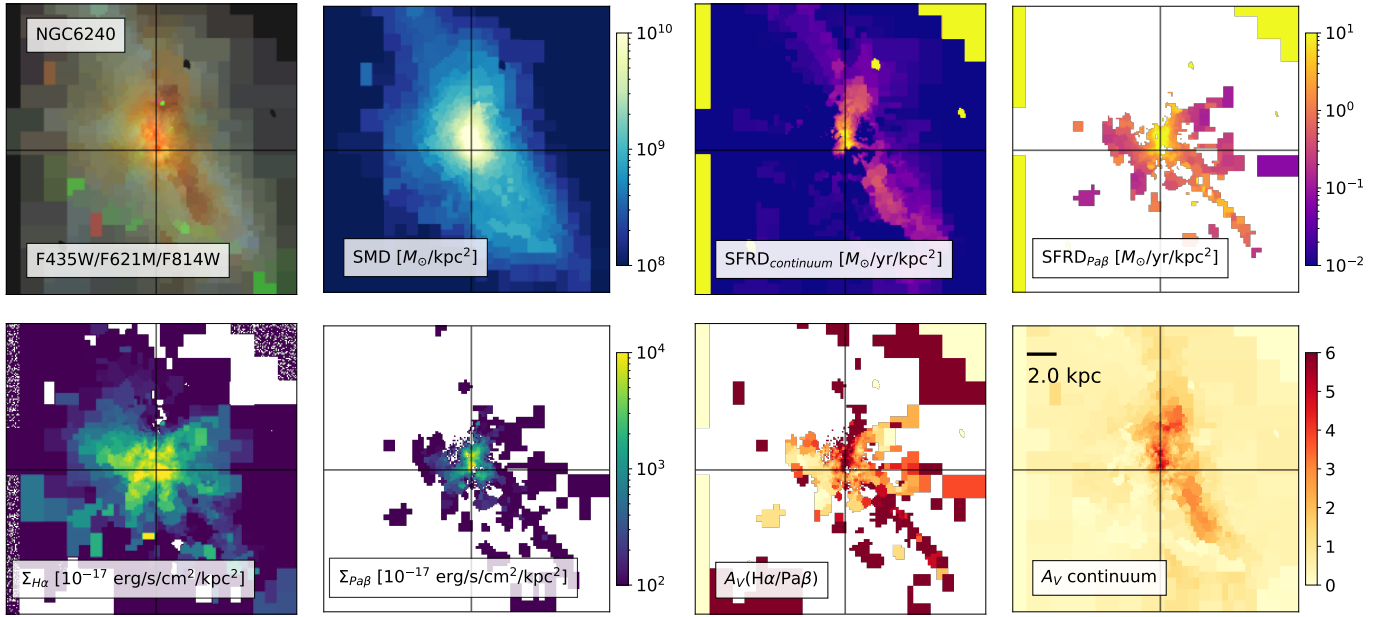 NGC6240
F435W/F621M/F814W
SMD [M⊙/kpc²]
10¹⁰
10⁹
10⁸
SFRD_continuum [M⊙/yr/kpc²]
SFRD_Paβ [M⊙/yr/kpc²]
10¹
10⁰
10⁻¹
10⁻²
Σ_Hα [10⁻¹⁷ erg/s/cm²/kpc²]
Σ_Paβ [10⁻¹⁷ erg/s/cm²/kpc²]
10⁴
10³
10²
A_V(Hα/Paβ)
2.0 kpc
A_V continuum
6
5
4
3
2
1
0